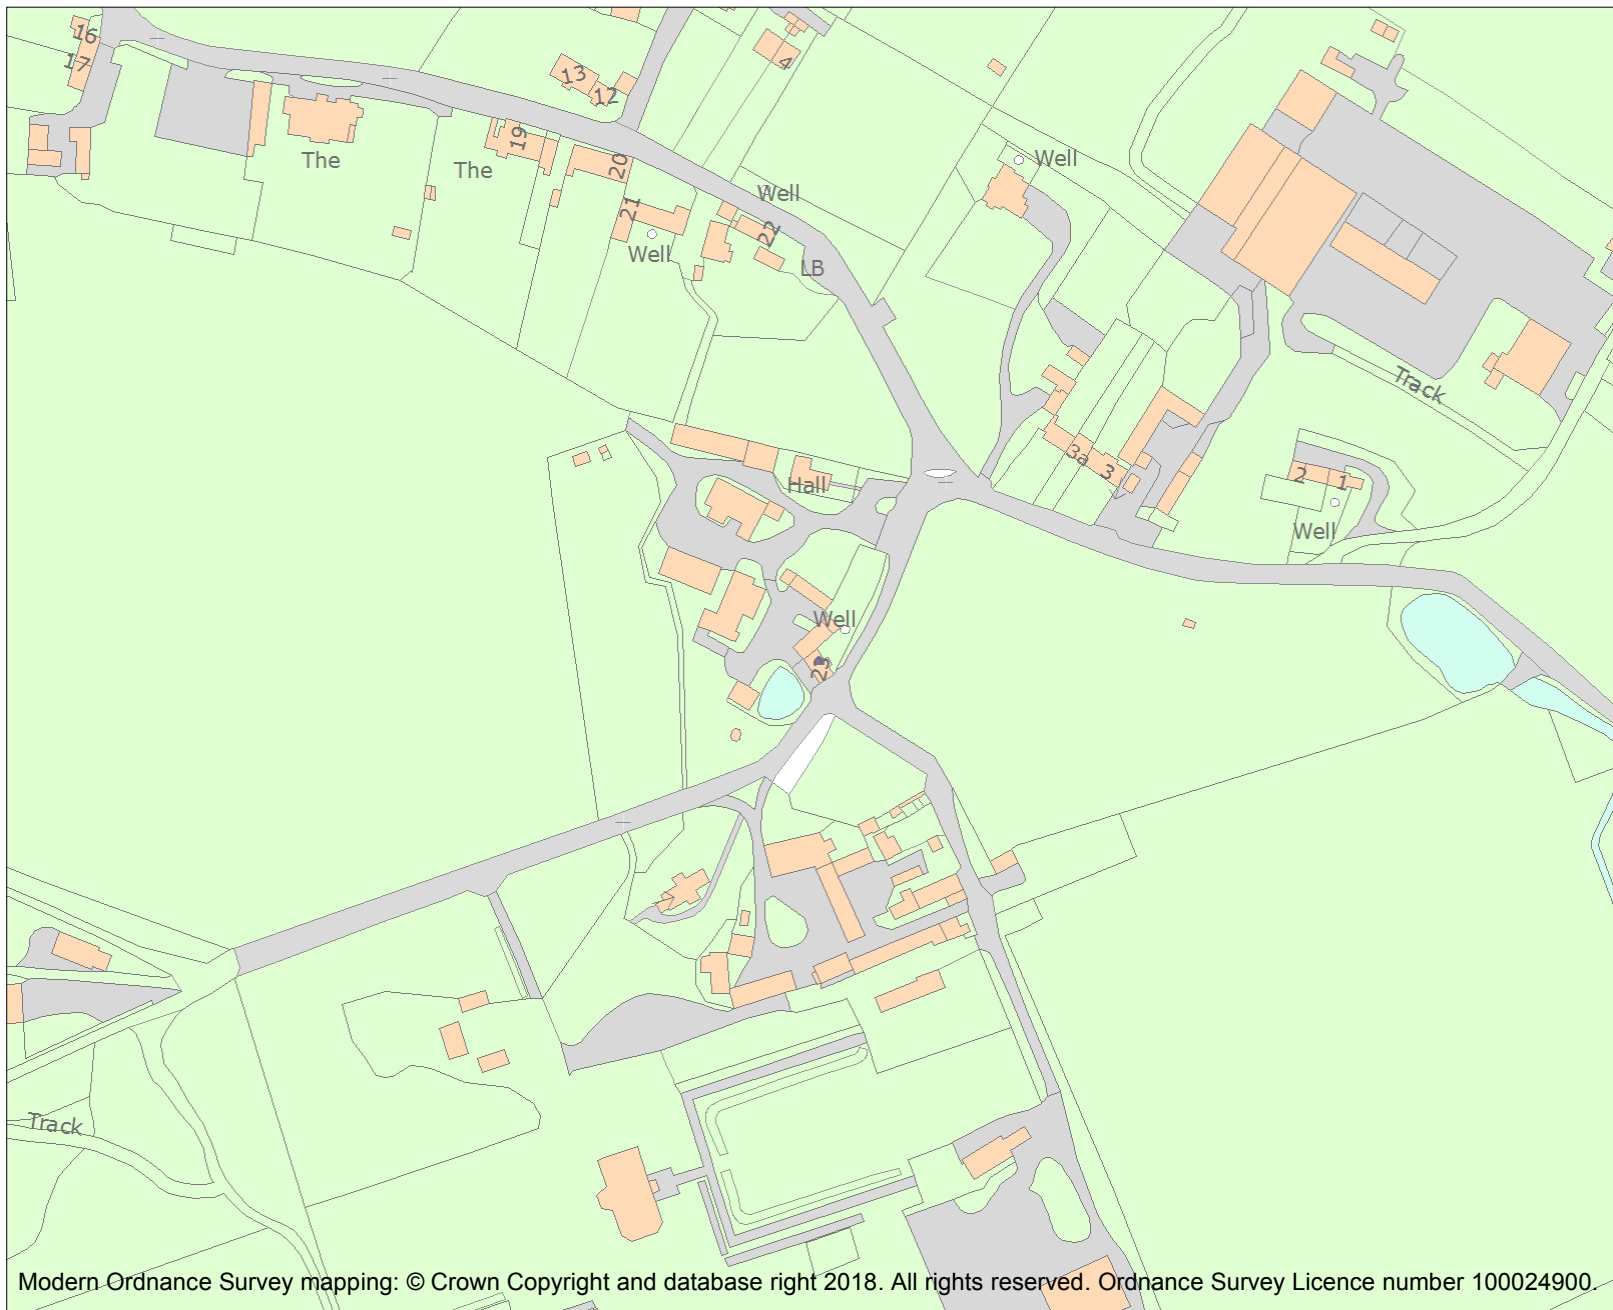 16
17
13
12
4
The
The
19
20
21
Well
Well
22
LB
Well
Track
3a
3
2
1
Well
Hall
Well
23
Track
Modern Ordnance Survey mapping: © Crown Copyright and database right 2018. All rights reserved. Ordnance Survey Licence number 100024900.